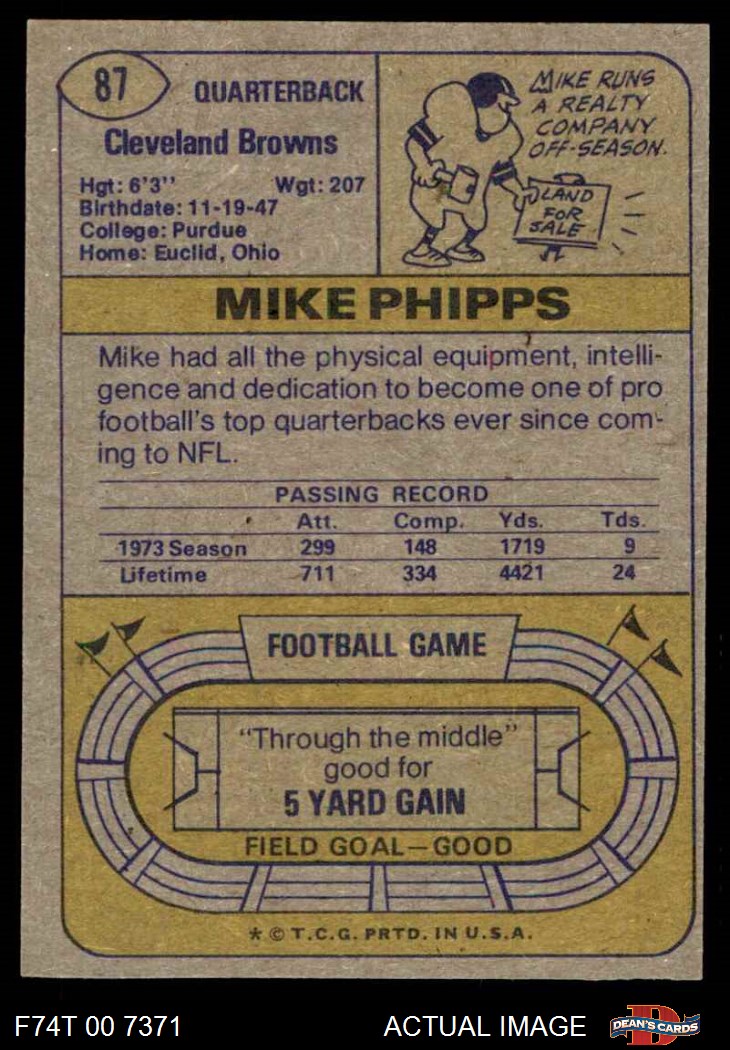 87
QUARTERBACK
Cleveland Browns
Hgt: 6'3'' Wgt: 207
Birthdate: 11-19-47
College: Purdue
Home: Euclid, Ohio
MIKE RUNS
A REALTY
COMPANY
OFF-SEASON.
LAND
FOR
SALE
MIKE PHIPPS
Mike had all the physical equipment, intelli-
gence and dedication to become one of pro
football's top quarterbacks ever since com-
ing to NFL.
PASSING RECORD
Att. Comp. Yds. Tds.
1973 Season 299 148 1719 9
Lifetime 711 334 4421 24
FOOTBALL GAME
"Through the middle"
good for
5 YARD GAIN
FIELD GOAL—GOOD
* © T.C.G. PRTD. IN U.S.A.
F74T 00 7371 ACTUAL IMAGE
DEAN'S CARDS